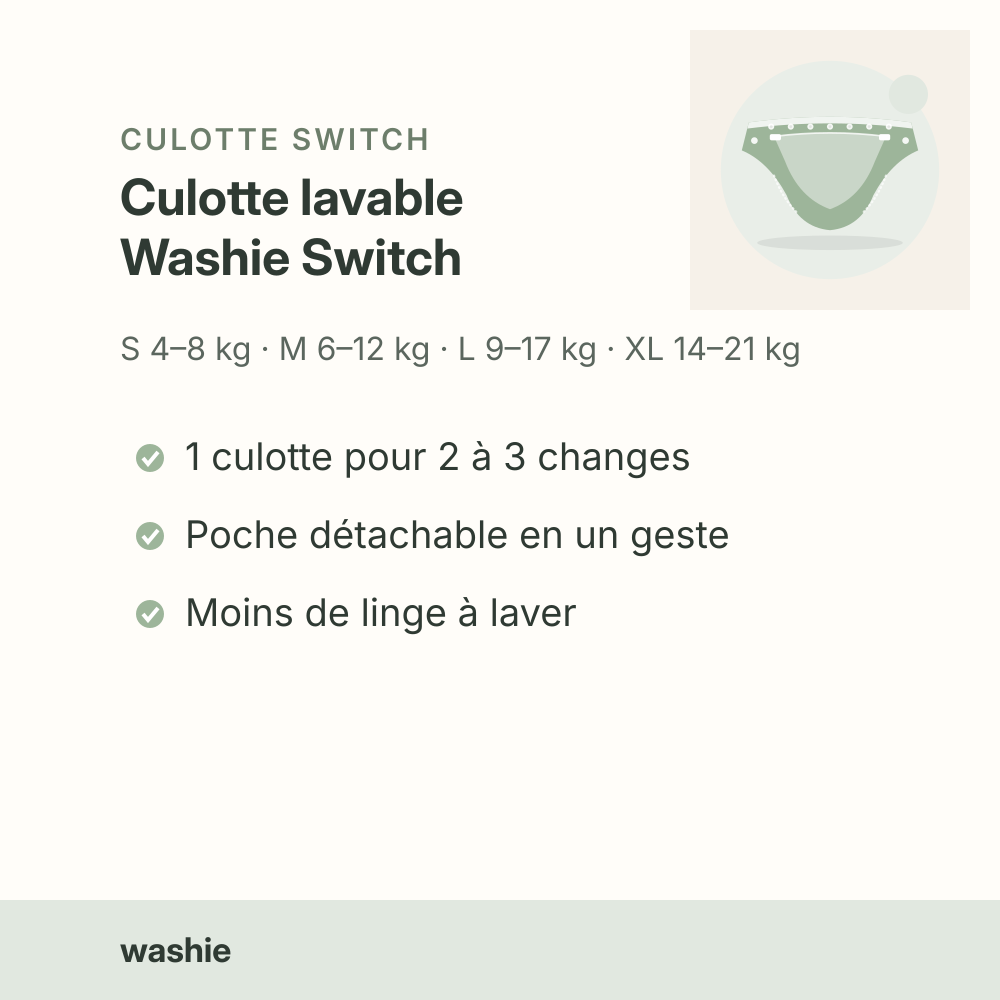 CULOTTE SWITCH
Culotte lavable
Washie Switch
S 4–8 kg · M 6–12 kg · L 9–17 kg · XL 14–21 kg
1 culotte pour 2 à 3 changes
Poche détachable en un geste
Moins de linge à laver
washie